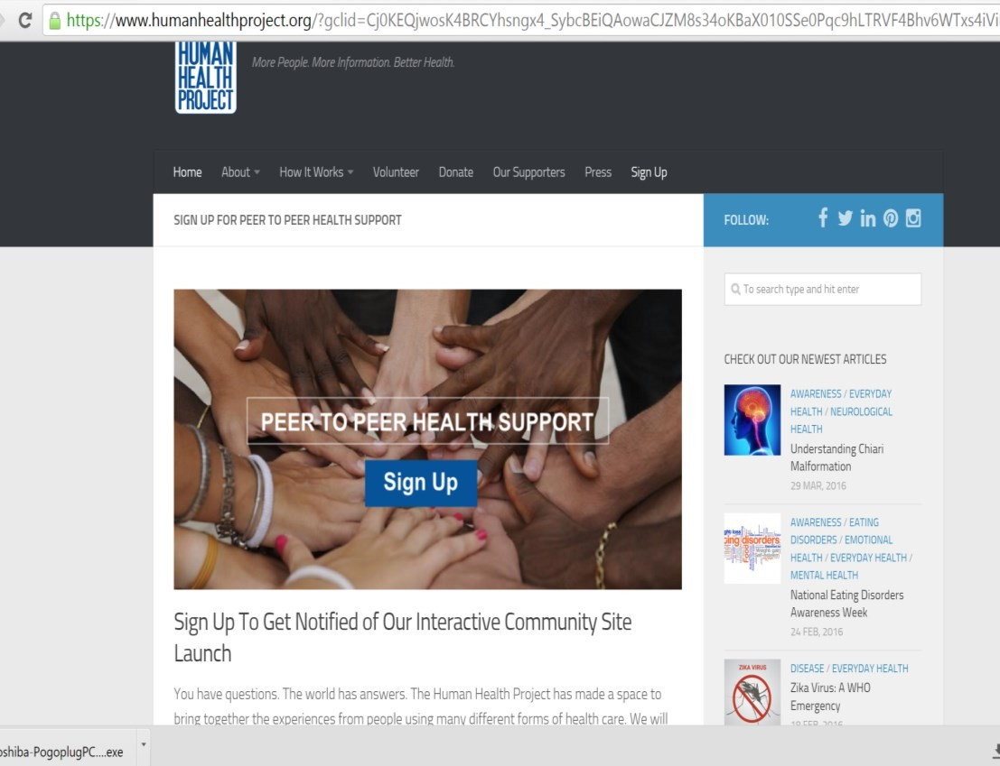 https://www.humanhealthproject.org/?gclid=Cj0KEQjwosK4BRCYhsngx4_SybcBEiQAowaCJZM8s34oKBaX010SSe0Pqc9hLTRVF4Bhv6WTxs4iVi
HUMAN
HEALTH
PROJECT
More People. More Information. Better Health.
Home About How It Works Volunteer Donate Our Supporters Press Sign Up
SIGN UP FOR PEER TO PEER HEALTH SUPPORT
FOLLOW:
To search type and hit enter
PEER TO PEER HEALTH SUPPORT
Sign Up
Sign Up To Get Notified of Our Interactive Community Site
Launch
You have questions. The world has answers. The Human Health Project has made a space to
bring together the experiences from people using many different forms of health care. We will
CHECK OUT OUR NEWEST ARTICLES
AWARENESS / EVERYDAY
HEALTH / NEUROLOGICAL
HEALTH
Understanding Chiari
Malformation
29 MAR, 2016
disorders
AWARENESS / EATING
DISORDERS / EMOTIONAL
HEALTH / EVERYDAY HEALTH /
MENTAL HEALTH
National Eating Disorders
Awareness Week
24 FEB, 2016
ZIKA VIRUS
DISEASE / EVERYDAY HEALTH
Zika Virus: A WHO
Emergency
18 FEB, 2016
oshiba-PogoplugPC....exe